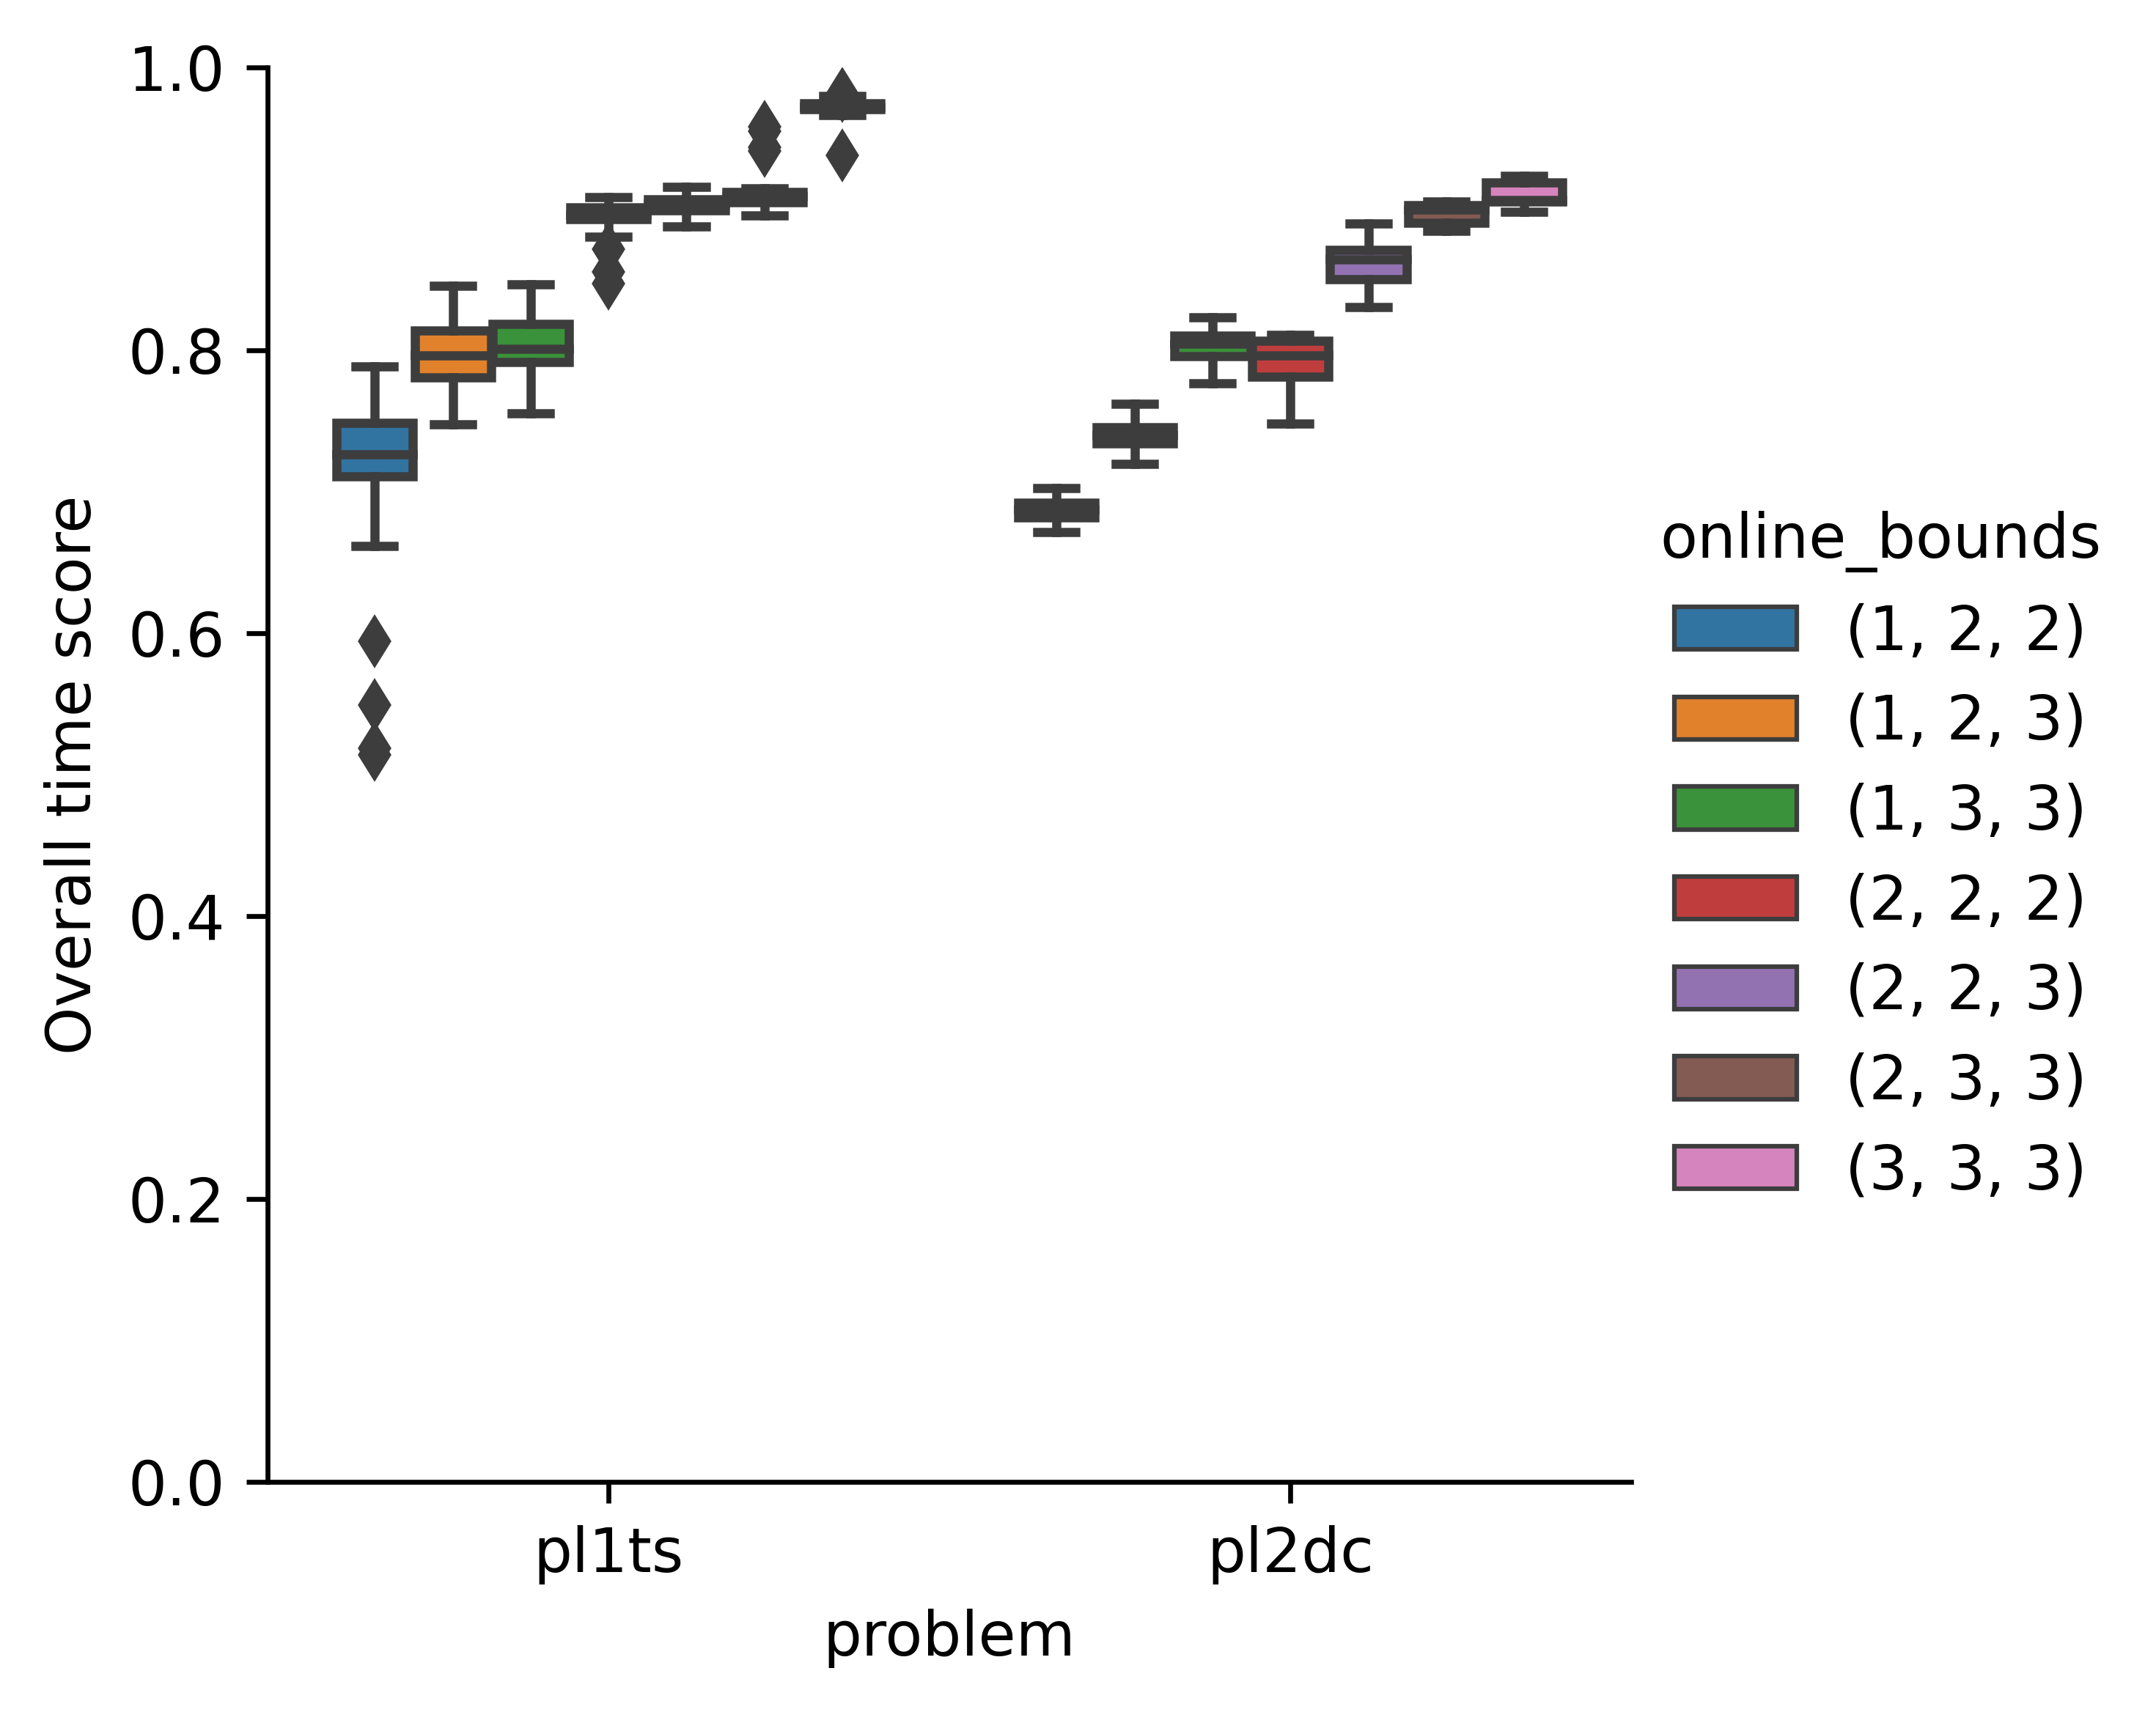 1.0
0.8
0.6
0.4
0.2
0.0
Overall time score
pl1ts
pl2dc
problem
online_bounds
(1, 2, 2)
(1, 2, 3)
(1, 3, 3)
(2, 2, 2)
(2, 2, 3)
(2, 3, 3)
(3, 3, 3)